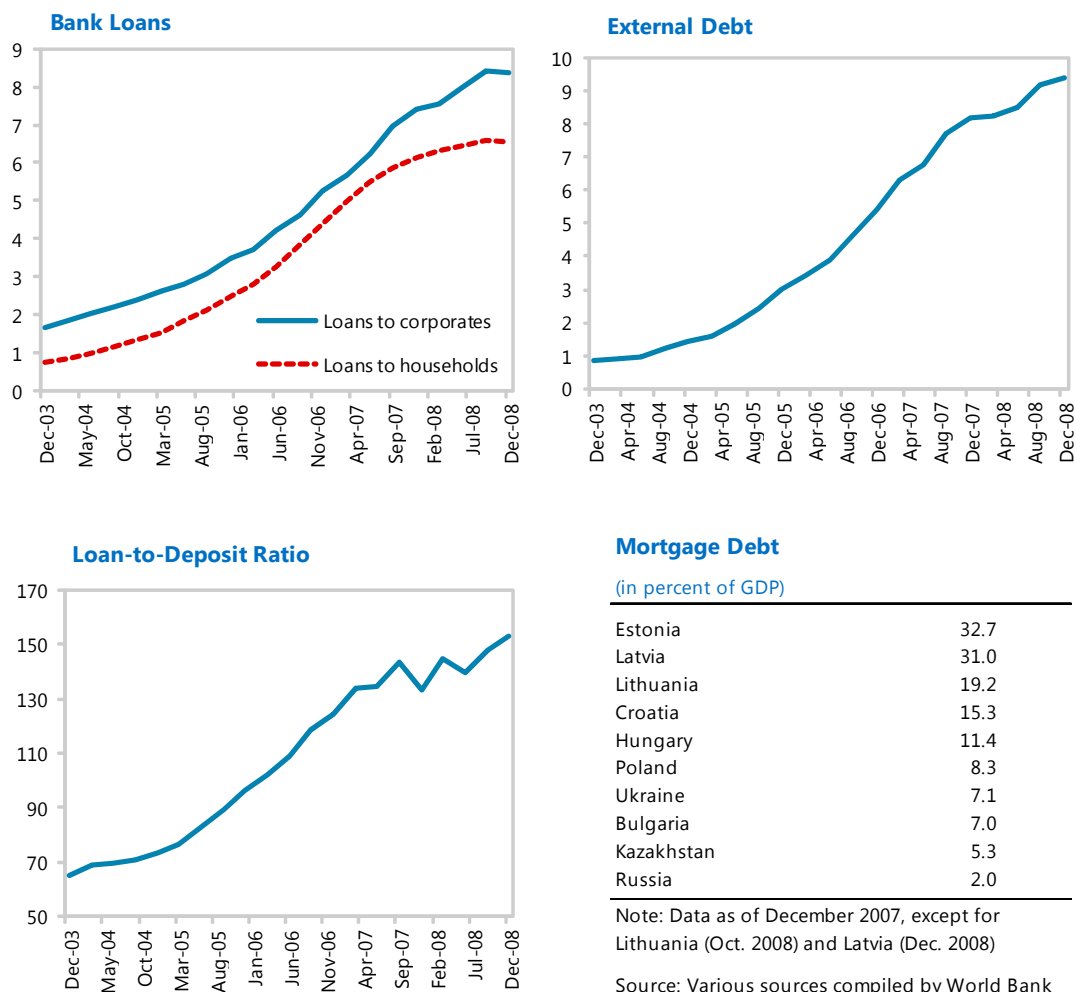 Bank Loans
9
8
7
6
5
4
3
2
1
0
Loans to corporates
Loans to households
Dec-03
May-04
Oct-04
Mar-05
Aug-05
Jan-06
Jun-06
Nov-06
Apr-07
Sep-07
Feb-08
Jul-08
Dec-08
External Debt
10
9
8
7
6
5
4
3
2
1
0
Dec-03
Apr-04
Aug-04
Dec-04
Apr-05
Aug-05
Dec-05
Apr-06
Aug-06
Dec-06
Apr-07
Aug-07
Dec-07
Apr-08
Aug-08
Dec-08
Loan-to-Deposit Ratio
170
150
130
110
90
70
50
Dec-03
May-04
Oct-04
Mar-05
Aug-05
Jan-06
Jun-06
Nov-06
Apr-07
Sep-07
Feb-08
Jul-08
Dec-08
Mortgage Debt
(in percent of GDP)
Estonia 32.7
Latvia 31.0
Lithuania 19.2
Croatia 15.3
Hungary 11.4
Poland 8.3
Ukraine 7.1
Bulgaria 7.0
Kazakhstan 5.3
Russia 2.0
Note: Data as of December 2007, except for
Lithuania (Oct. 2008) and Latvia (Dec. 2008)
Source: Various sources compiled by World Bank